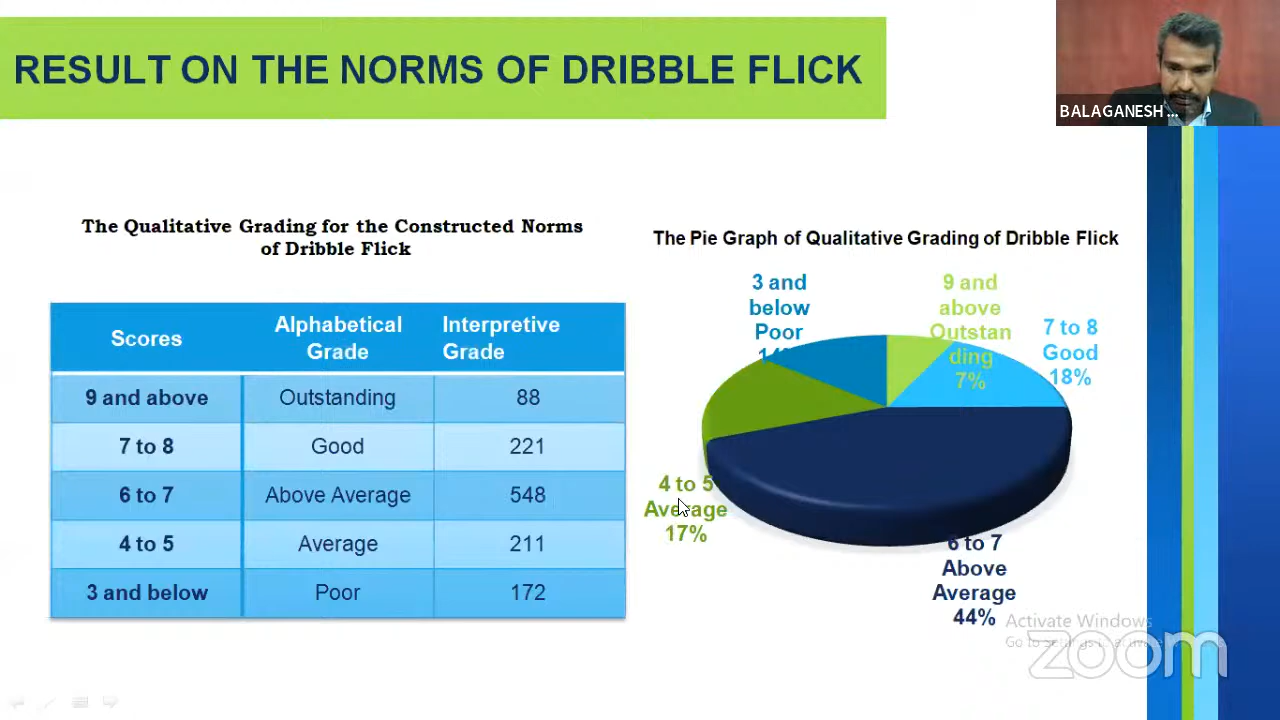 RESULT ON THE NORMS OF DRIBBLE FLICK
BALAGANESH ...
The Qualitative Grading for the Constructed Norms
of Dribble Flick
Scores
Alphabetical
Grade
Interpretive
Grade
9 and above Outstanding 88
7 to 8 Good 221
6 to 7 Above Average 548
4 to 5 Average 211
3 and below Poor 172
The Pie Graph of Qualitative Grading of Dribble Flick
3 and
below
Poor
9 and
above
Outstan
ding
7%
7 to 8
Good
18%
4 to 5
Average
17%
6 to 7
Above
Average
44%
Activate Windows
zoom